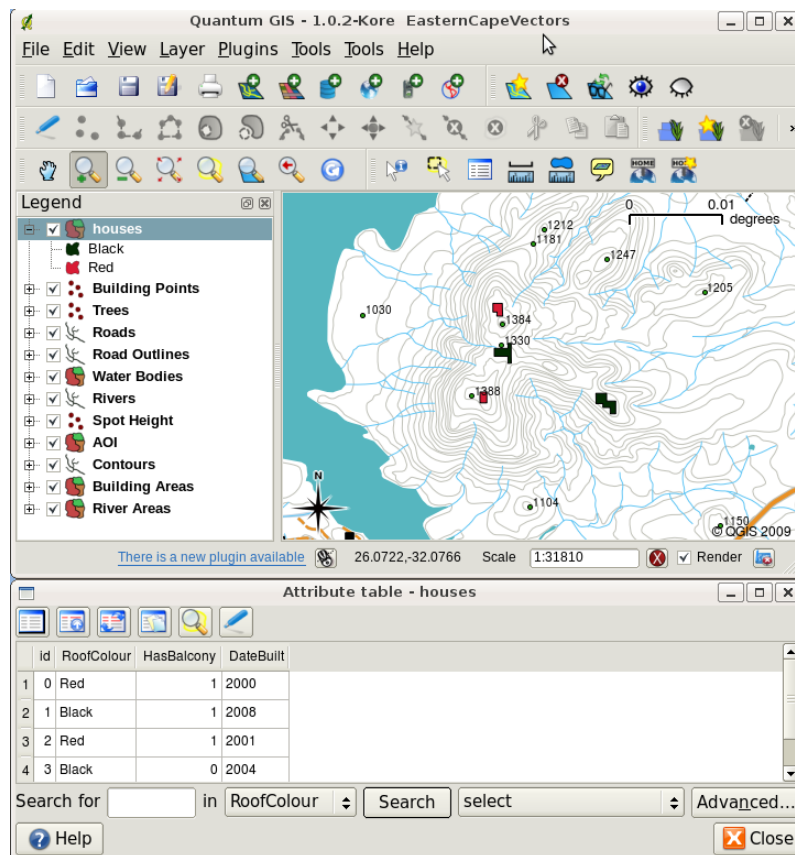 Quantum GIS - 1.0.2-Kore EasternCapeVectors
File Edit View Layer Plugins Tools Tools Help
Legend
houses
Black
Red
Building Points
Trees
Roads
Road Outlines
Water Bodies
Rivers
Spot Height
AOI
Contours
Building Areas
River Areas
0 0.01
degrees
1212
1181
1247
1205
1030
1384
1330
1388
1104
1150
N
© QGIS 2009
There is a new plugin available 26.0722,-32.0766 Scale 1:31810 Render
Attribute table - houses
id RoofColour HasBalcony DateBuilt
1 0 Red 1 2000
2 1 Black 1 2008
3 2 Red 1 2001
4 3 Black 0 2004
Search for in RoofColour Search select Advanced...
Help Close